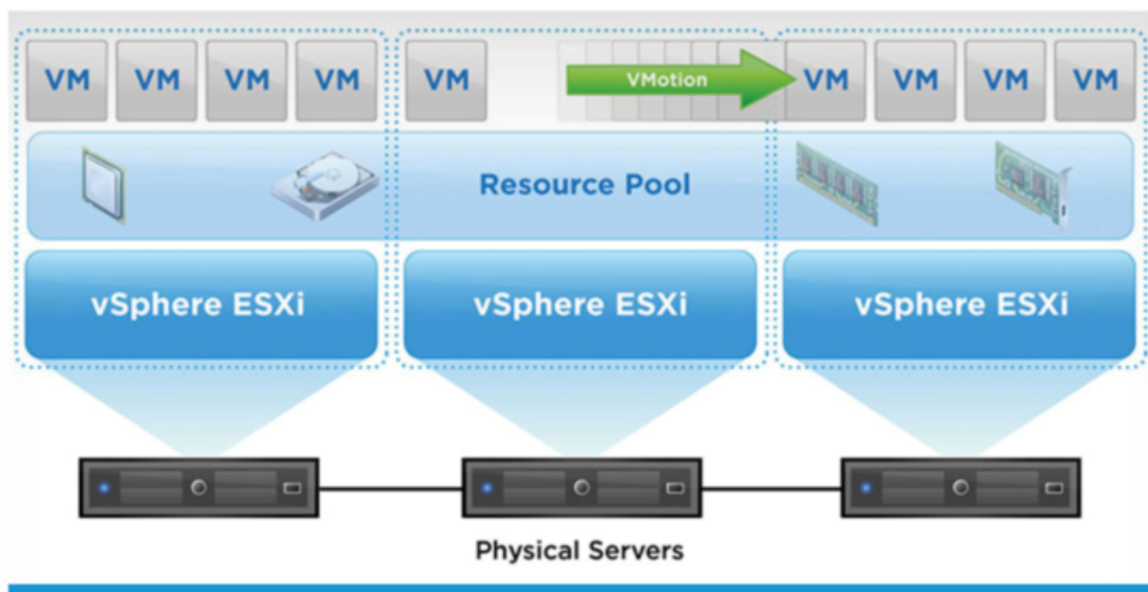 VM VM VM VM VM VMotion VM VM VM VM
Resource Pool
vSphere ESXi vSphere ESXi vSphere ESXi
Physical Servers